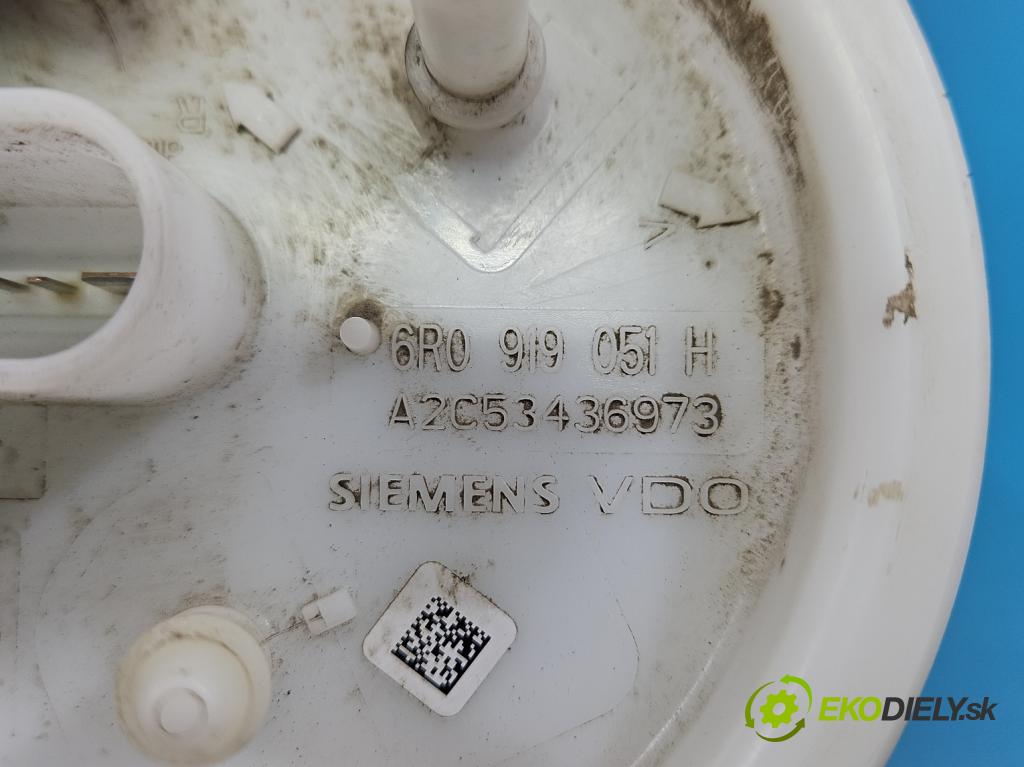 6R0 919 051 H
A2C53436973
SIEMENS VDO
EKODIELY.sk